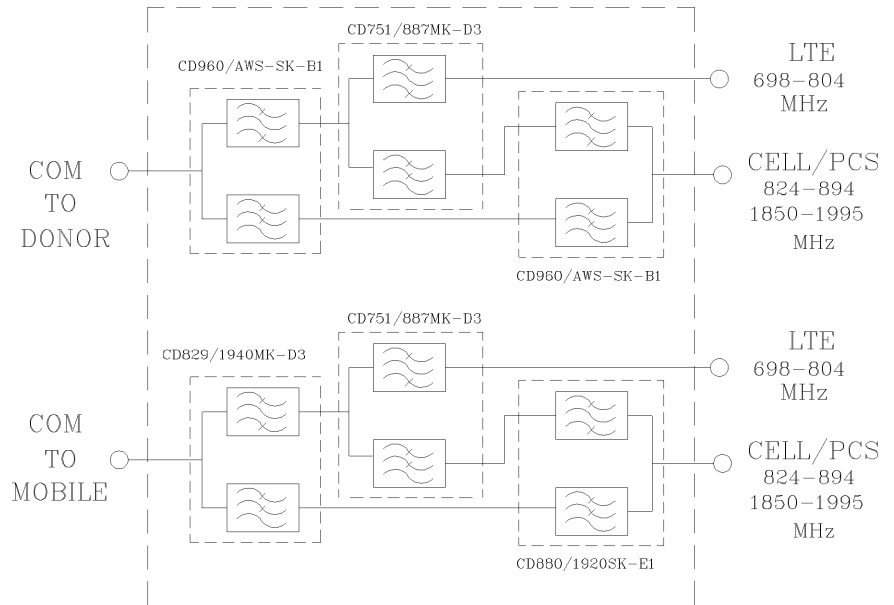 CD751/887MK-D3
CD960/AWS-SK-B1
LTE
698-804
MHz
COM
TO
DONOR
CELL/PCS
824-894
1850-1995
MHz
CD960/AWS-SK-B1
CD751/887MK-D3
CD829/1940MK-D3
LTE
698-804
MHz
COM
TO
MOBILE
CELL/PCS
824-894
1850-1995
MHz
CD880/1920SK-E1